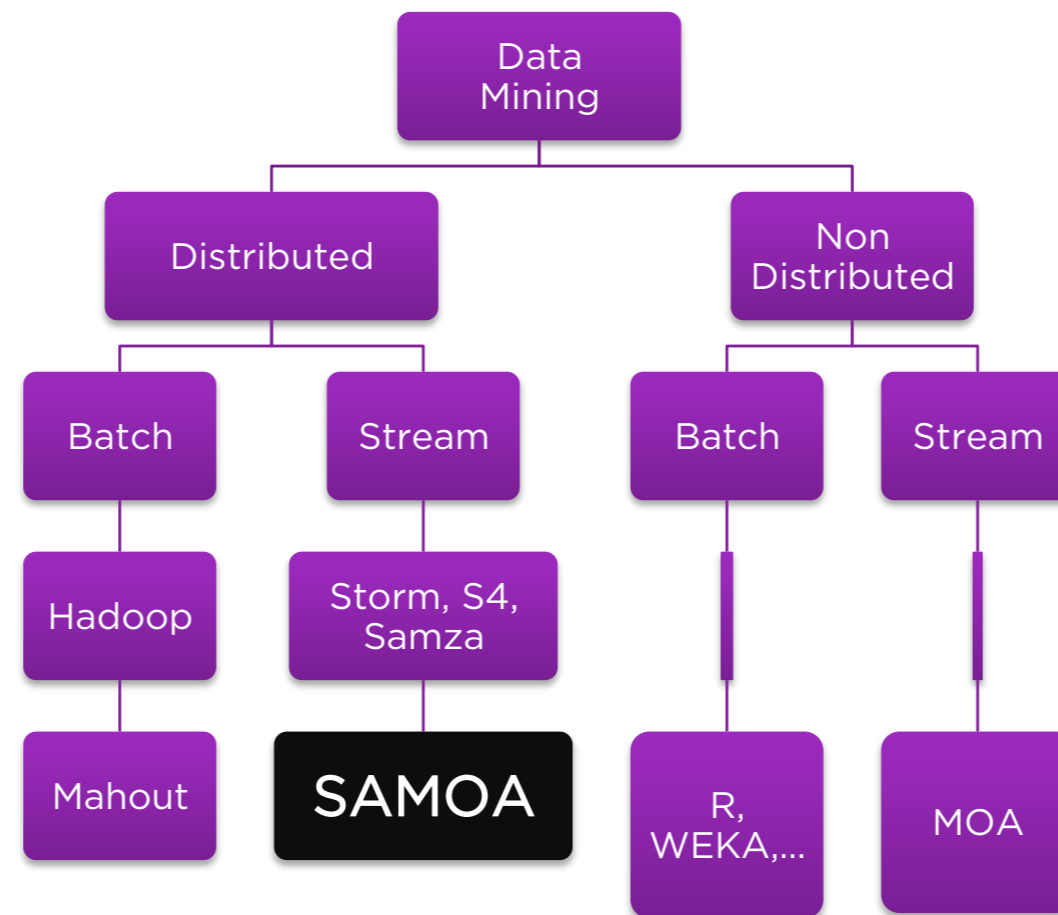 Data
Mining
Distributed
Non
Distributed
Batch
Stream
Batch
Stream
Hadoop
Storm, S4,
Samza
Mahout
SAMOA
R,
WEKA,...
MOA